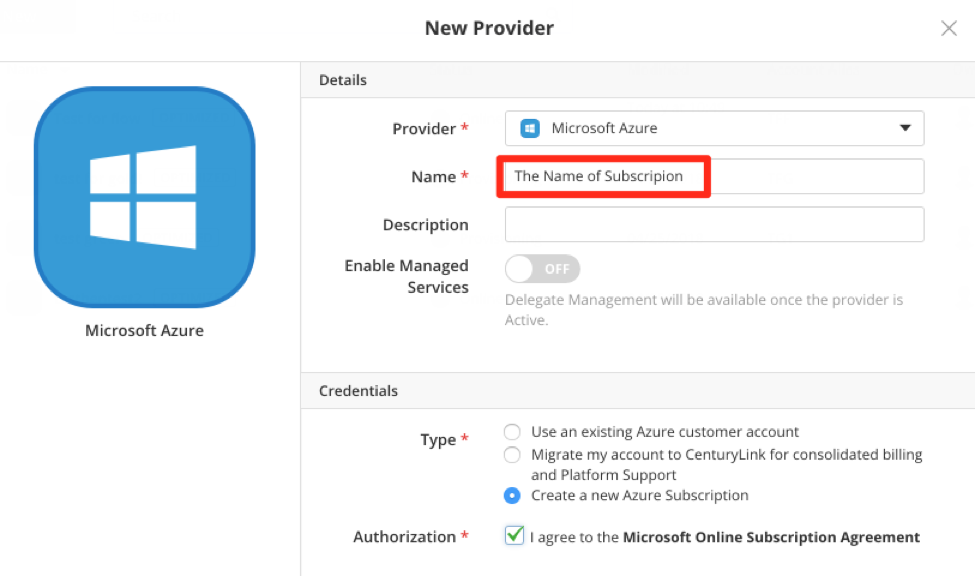 New Provider
Details
Provider *
Microsoft Azure
Name *
The Name of Subscripion
Description
Enable Managed
Services
OFF
Delegate Management will be available once the provider is
Active.
Microsoft Azure
Credentials
Type *
Use an existing Azure customer account
Migrate my account to CenturyLink for consolidated billing
and Platform Support
Create a new Azure Subscription
Authorization *
I agree to the Microsoft Online Subscription Agreement